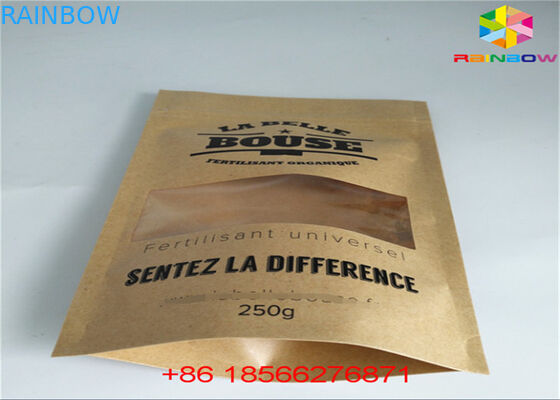 RAINBOW
RAINBOW
LA BELLE
BOUSE
FERTILISANT ORGANIQUE
Fertilisant universel
SENTEZ LA DIFFERENCE
250g
+86 18566276871